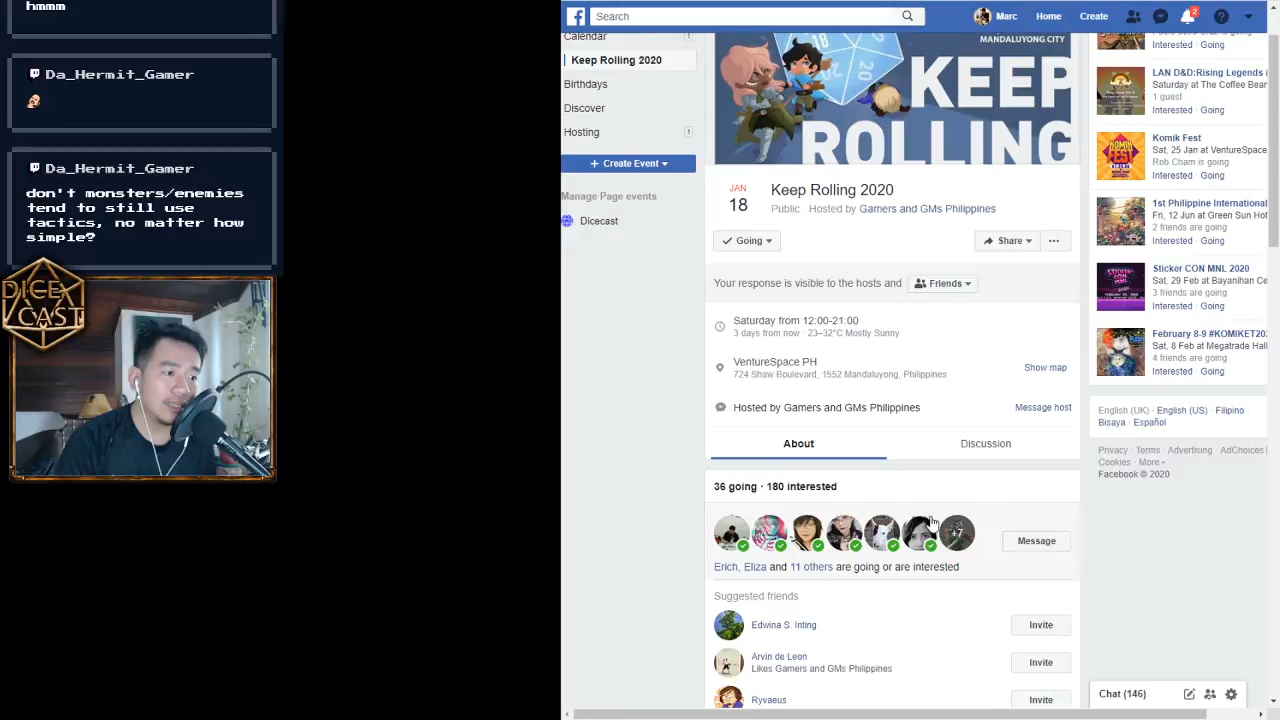 hmmm
Da_Hermit_Gamer
Da_Hermit_Gamer
don't monsters/enemies
tend to still use
tactics, no matter how
simple?
DICE
CAST
Search
Marc
Home
Create
2
Calendar
1
Keep Rolling 2020
Birthdays
Discover
Hosting
1
+ Create Event
Manage Page events
Dicecast
18
MANDALUYONG CITY
KEEP
ROLLING
JAN
18
Keep Rolling 2020
Public · Hosted by Gamers and GMs Philippines
Going
Share
Your response is visible to the hosts and
Friends
Saturday from 12:00-21:00
3 days from now · 23–32°C Mostly Sunny
VentureSpace PH
724 Shaw Boulevard, 1552 Mandaluyong, Philippines
Show map
Hosted by Gamers and GMs Philippines
Message host
About
Discussion
36 going · 180 interested
+7
Message
Erich, Eliza and 11 others are going or are interested
Suggested friends
Edwina S. Inting
Invite
Arvin de Leon
Likes Gamers and GMs Philippines
Invite
Ryvaeus
Invite
Interested · Going
LAN D&D:Rising Legends
Saturday at The Coffee Bear
1 guest
Interested · Going
Komik Fest
Sat, 25 Jan at VentureSpace
Rob Cham is going
Interested · Going
1st Philippine International
Fri, 12 Jun at Green Sun Hot
2 friends are going
Interested · Going
Sticker CON MNL 2020
Sat, 29 Feb at Bayanihan Ce
3 friends are going
Interested · Going
February 8-9 #KOMIKET202
Sat, 8 Feb at Megatrade Hall
4 friends are going
Interested · Going
English (UK) · English (US) · Filipino ·
Bisaya · Español
Privacy · Terms · Advertising · AdChoices
Cookies · More
Facebook © 2020
Chat (146)